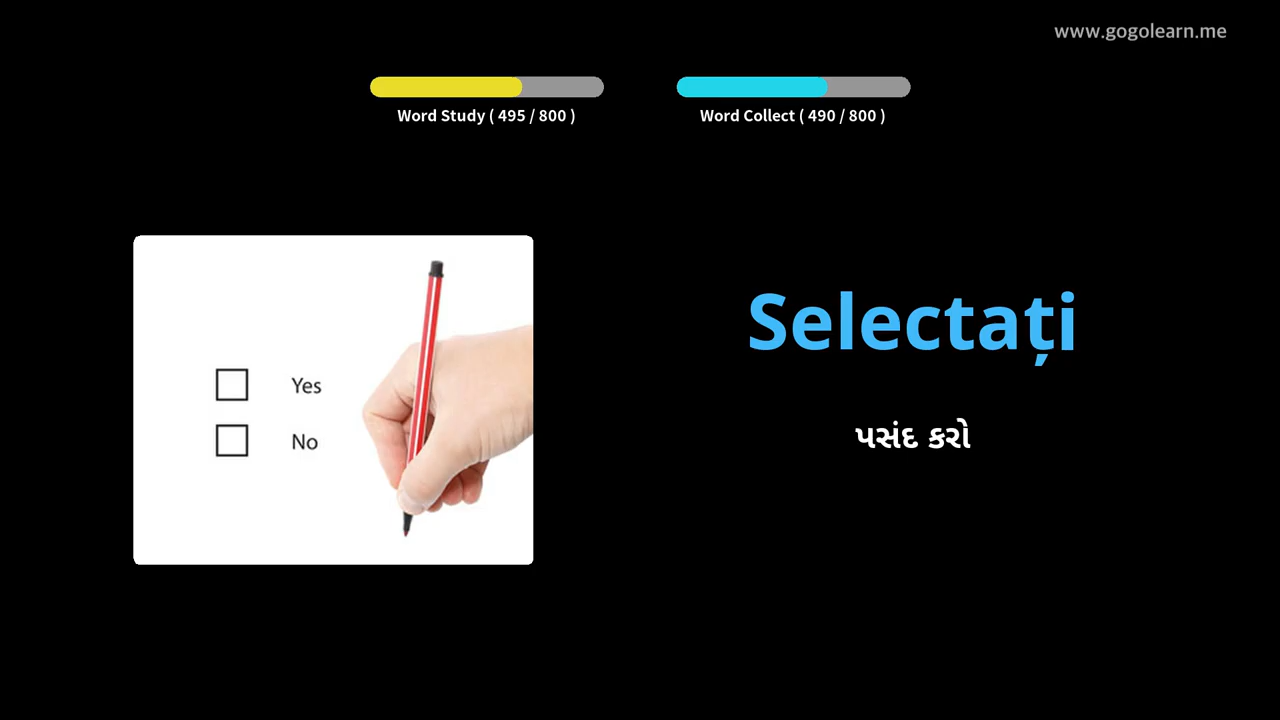 www.gogolearn.me
Word Study ( 495 / 800 )
Word Collect ( 490 / 800 )
Yes
No
Selectați
પસંદ કરો